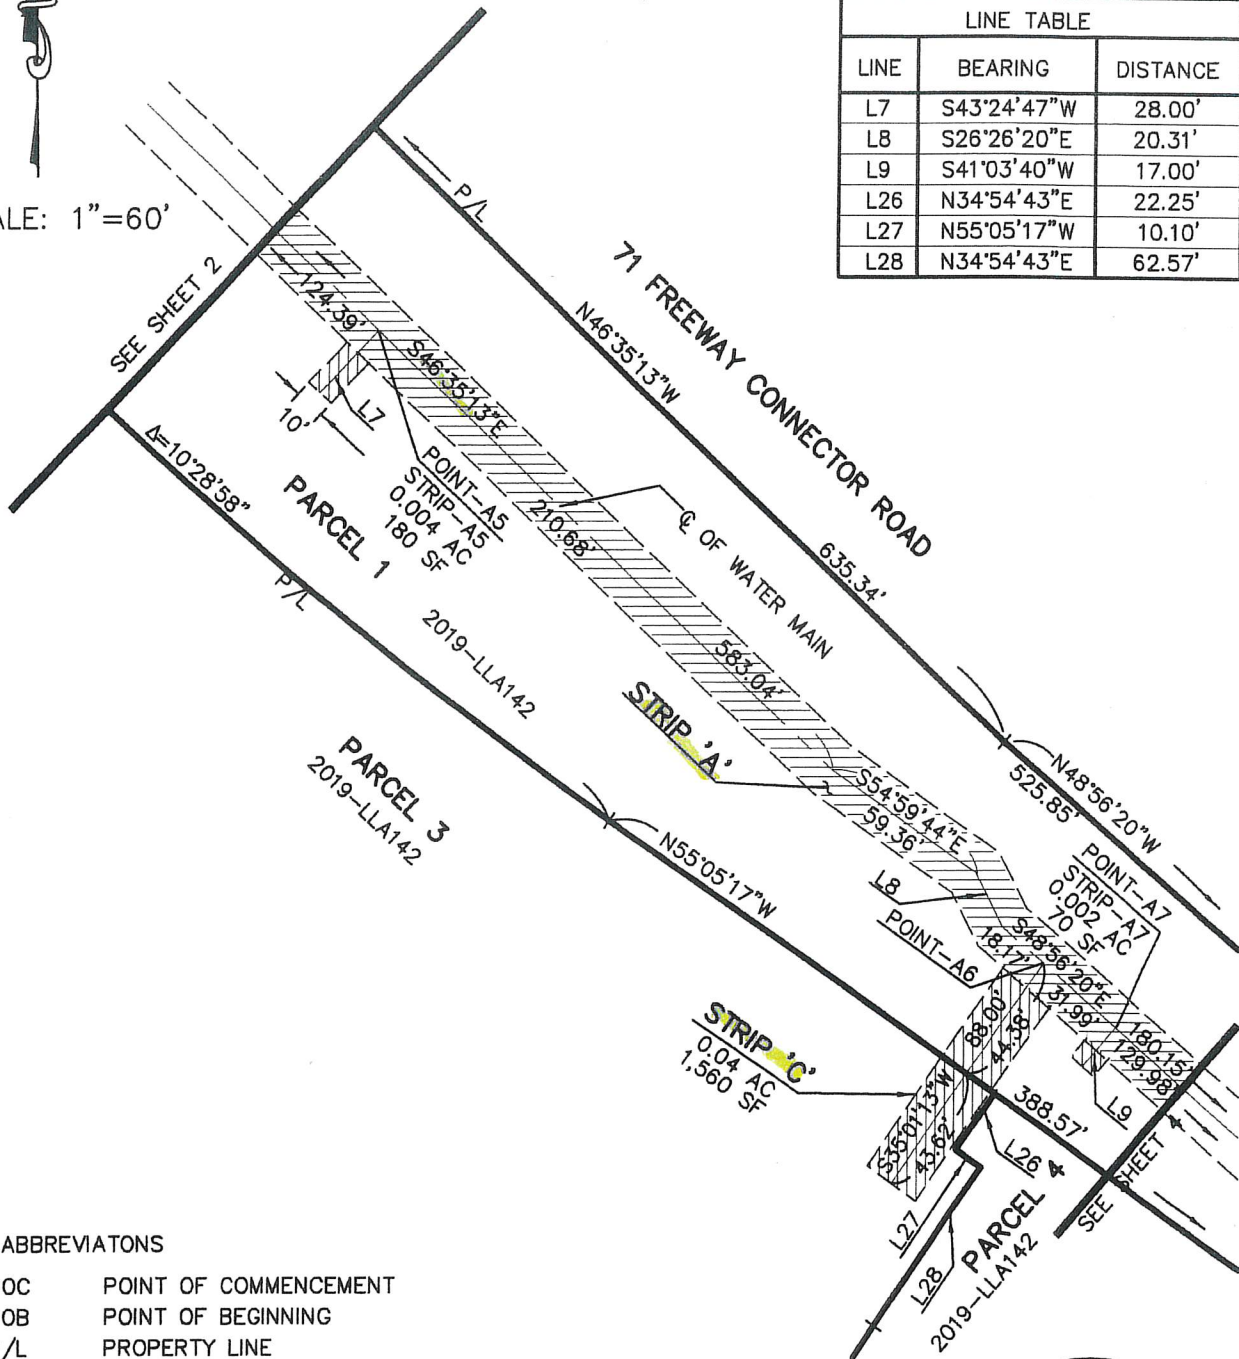 LINE TABLE
LINE BEARING DISTANCE
L7 S43°24'47"W 28.00'
L8 S26°26'20"E 20.31'
L9 S41°03'40"W 17.00'
L26 N34°54'43"E 22.25'
L27 N55°05'17"W 10.10'
L28 N34°54'43"E 62.57'
ALE: 1"=60'
SEE SHEET 2
P/L
71 FREEWAY CONNECTOR ROAD
N46°35'13"W
635.34'
124.39'
S46°35'13"E
L7
10'
POINT-A5
STRIP-A5
0.004 AC
180 SF
Δ=10°28'58"
PARCEL 1
2019-LLA142
P/L
210.68'
℄ OF WATER MAIN
583.04'
STRIP 'A'
PARCEL 3
2019-LLA142
N55°05'17"W
S54°59'44"E
59.36'
N48°56'20"W
525.85'
L8
POINT-A6
POINT-A7
STRIP-A7
0.002 AC
70 SF
S48°56'20"E
18.17'
31.99'
180.15'
129.98'
L9
STRIP 'C'
0.04 AC
1,560 SF
88.00'
44.38'
S35°01'13"W
43.62'
388.57'
L26
L27
L28
PARCEL 4
2019-LLA142
SEE SHEET 4
ABBREVIATONS
OC POINT OF COMMENCEMENT
OB POINT OF BEGINNING
/L PROPERTY LINE